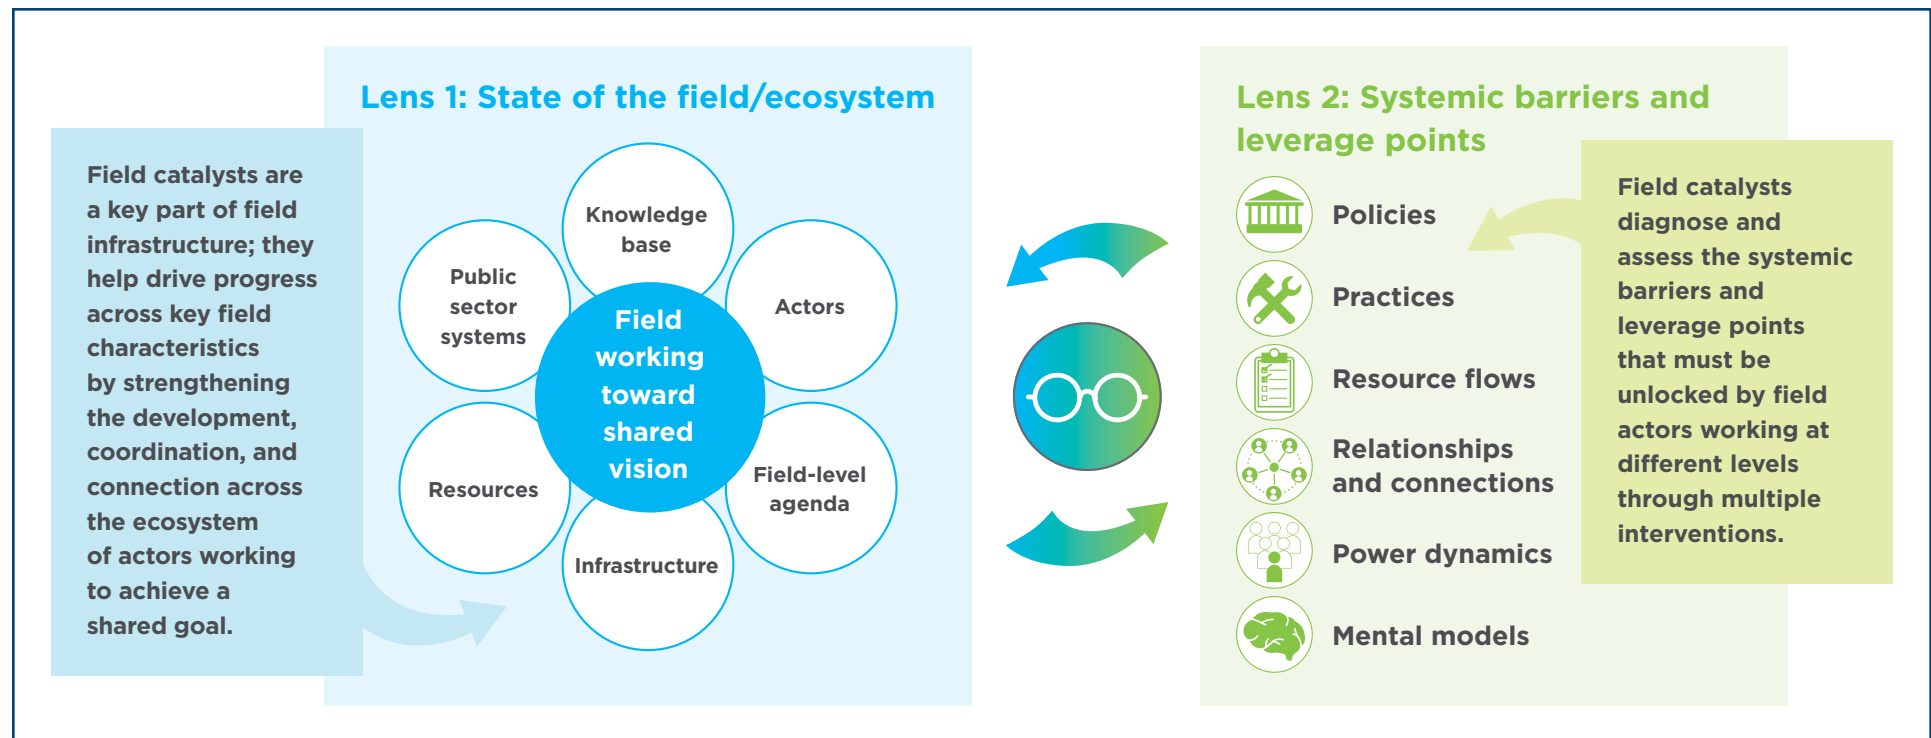 Lens 1: State of the field/ecosystem
Field catalysts are
a key part of field
infrastructure; they
help drive progress
across key field
characteristics
by strengthening
the development,
coordination, and
connection across
the ecosystem
of actors working
to achieve a
shared goal.
Knowledge
base
Public
sector
systems
Actors
Field
working
toward
shared
vision
Resources
Field-level
agenda
Infrastructure
Lens 2: Systemic barriers and
leverage points
Policies
Practices
Resource flows
Relationships
and connections
Power dynamics
Mental models
Field catalysts
diagnose and
assess the systemic
barriers and
leverage points
that must be
unlocked by field
actors working at
different levels
through multiple
interventions.